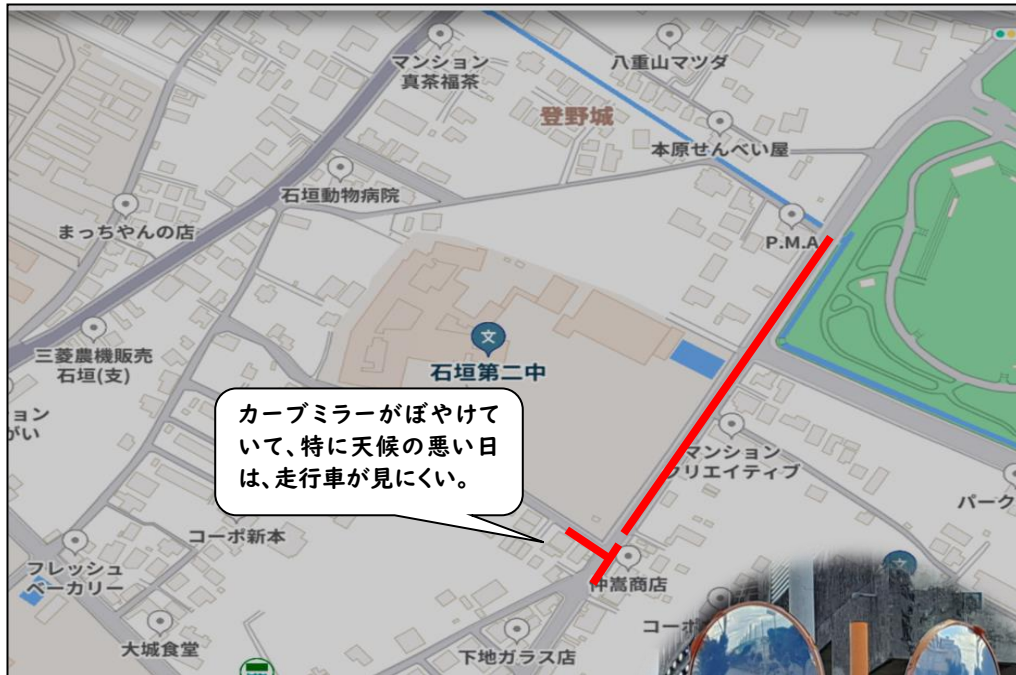 マンション
真茶福茶
八重山マツダ
登野城
本原せんべい屋
石垣動物病院
まっちゃんの店
P.M.A
三菱農機販売
石垣(支)
文
石垣第二中
ション
がい
カーブミラーがぼやけて
いて、特に天候の悪い日
は、走行車が見にくい。
マンション
クリエイティブ
パーク
コーポ新本
フレッシュ
ベーカリー
仲嵩商店
文
コーポ
大城食堂
下地ガラス店